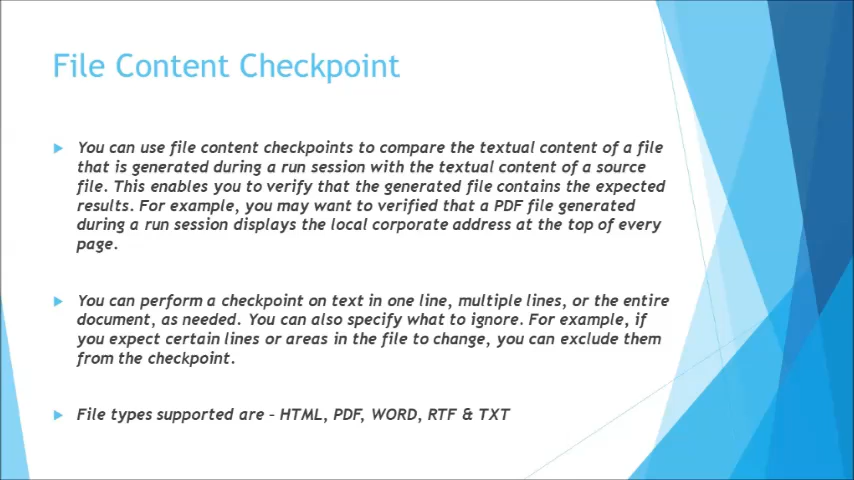 File Content Checkpoint
You can use file content checkpoints to compare the textual content of a file
that is generated during a run session with the textual content of a source
file. This enables you to verify that the generated file contains the expected
results. For example, you may want to verified that a PDF file generated
during a run session displays the local corporate address at the top of every
page.
You can perform a checkpoint on text in one line, multiple lines, or the entire
document, as needed. You can also specify what to ignore. For example, if
you expect certain lines or areas in the file to change, you can exclude them
from the checkpoint.
File types supported are – HTML, PDF, WORD, RTF & TXT